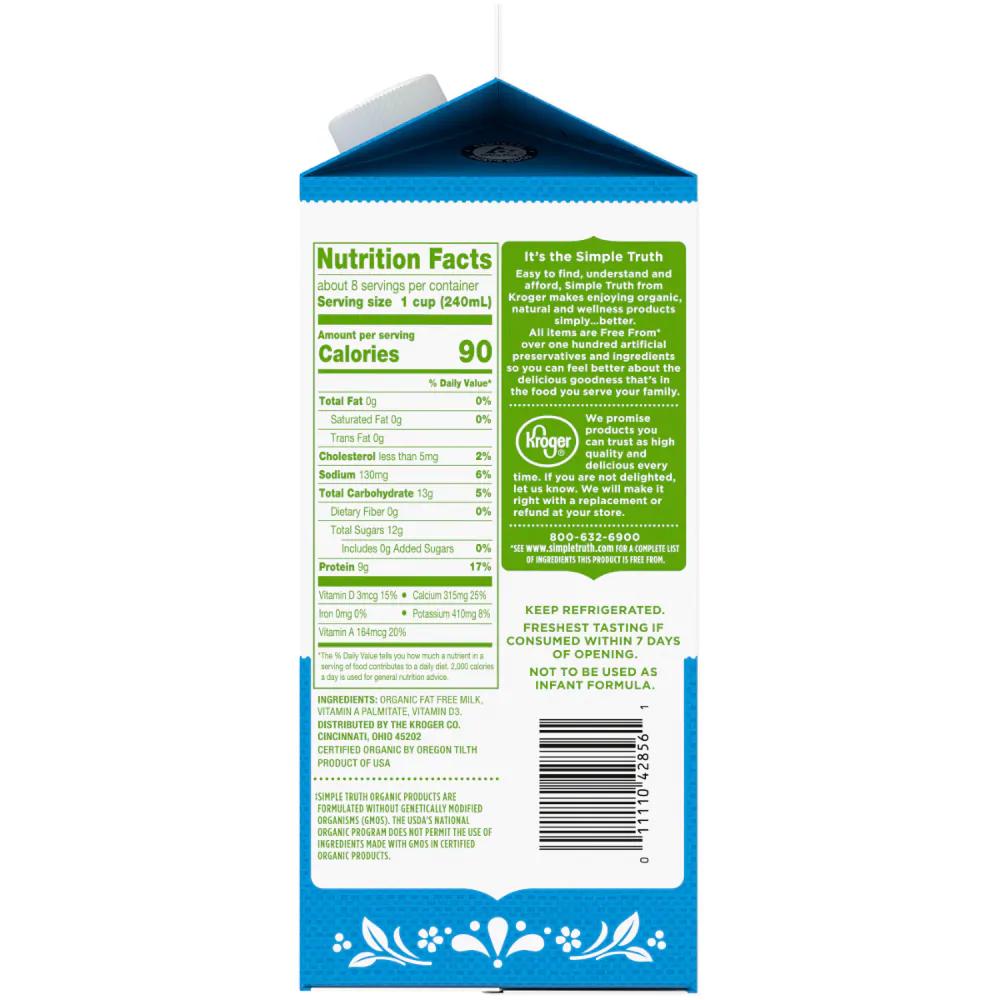 Nutrition Facts
about 8 servings per container
Serving size 1 cup (240mL)
Amount per serving
Calories 90
% Daily Value*
Total Fat 0g 0%
Saturated Fat 0g 0%
Trans Fat 0g
Cholesterol less than 5mg 2%
Sodium 130mg 6%
Total Carbohydrate 13g 5%
Dietary Fiber 0g 0%
Total Sugars 12g
Includes 0g Added Sugars 0%
Protein 9g 17%
Vitamin D 3mcg 15% • Calcium 315mg 25%
Iron 0mg 0% • Potassium 410mg 8%
Vitamin A 164mcg 20%
*The % Daily Value tells you how much a nutrient in a
serving of food contributes to a daily diet. 2,000 calories
a day is used for general nutrition advice.
INGREDIENTS: ORGANIC FAT FREE MILK,
VITAMIN A PALMITATE, VITAMIN D3.
DISTRIBUTED BY THE KROGER CO.
CINCINNATI, OHIO 45202
CERTIFIED ORGANIC BY OREGON TILTH
PRODUCT OF USA
‡SIMPLE TRUTH ORGANIC PRODUCTS ARE
FORMULATED WITHOUT GENETICALLY MODIFIED
ORGANISMS (GMOS). THE USDA'S NATIONAL
ORGANIC PROGRAM DOES NOT PERMIT THE USE OF
INGREDIENTS MADE WITH GMOS IN CERTIFIED
ORGANIC PRODUCTS.
It's the Simple Truth
Easy to find, understand and
afford, Simple Truth from
Kroger makes enjoying organic,
natural and wellness products
simply...better.
All items are Free From*
over one hundred artificial
preservatives and ingredients
so you can feel better about the
delicious goodness that's in
the food you serve your family.
Kroger®
We promise
products you
can trust as high
quality and
delicious every
time. If you are not delighted,
let us know. We will make it
right with a replacement or
refund at your store.
800-632-6900
*SEE www.simpletruth.com FOR A COMPLETE LIST
OF INGREDIENTS THIS PRODUCT IS FREE FROM.
KEEP REFRIGERATED.
FRESHEST TASTING IF
CONSUMED WITHIN 7 DAYS
OF OPENING.
NOT TO BE USED AS
INFANT FORMULA.
0 11110 42856 1